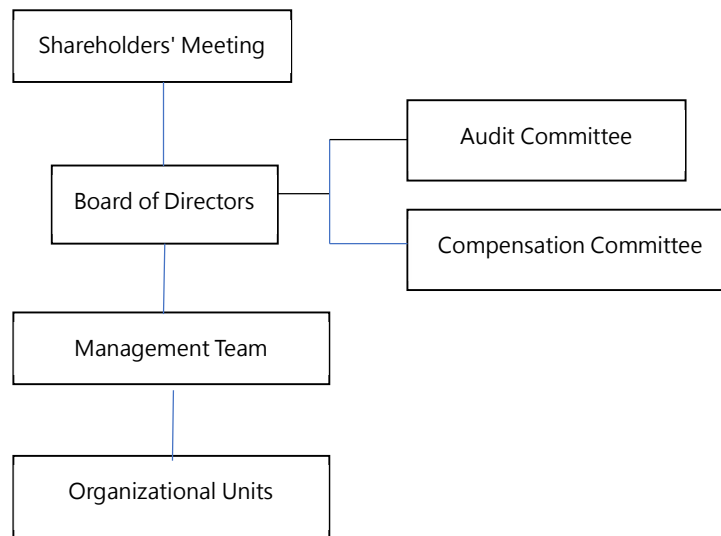 Shareholders' Meeting
Audit Committee
Board of Directors
Compensation Committee
Management Team
Organizational Units